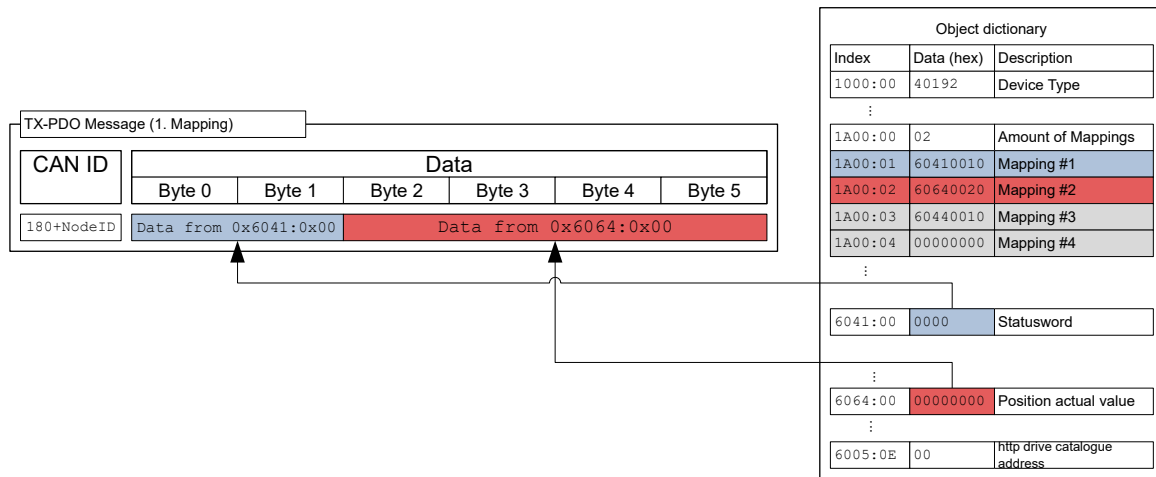 Object dictionary
Index Data (hex) Description
1000:00 40192 Device Type
⋮
1A00:00 02 Amount of Mappings
1A00:01 60410010 Mapping #1
1A00:02 60640020 Mapping #2
1A00:03 60440010 Mapping #3
1A00:04 00000000 Mapping #4
⋮
6041:00 0000 Statusword
⋮
6064:00 00000000 Position actual value
⋮
6005:0E 00 http drive catalogue
address
TX-PDO Message (1. Mapping)
CAN ID Data
Byte 0 Byte 1 Byte 2 Byte 3 Byte 4 Byte 5
180+NodeID Data from 0x6041:0x00 Data from 0x6064:0x00